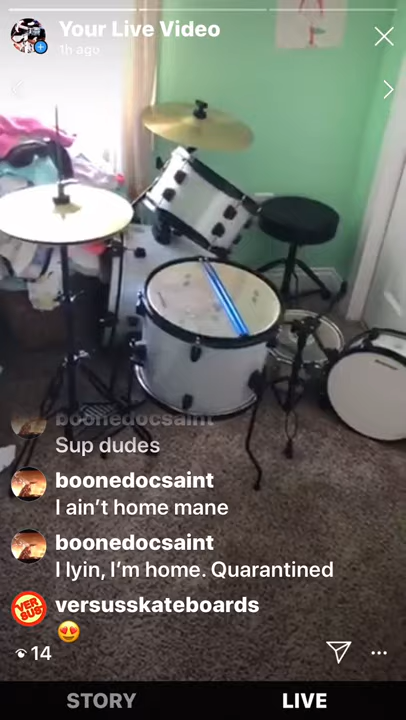 Your Live Video
1h ago
boonedocsaint
Sup dudes
boonedocsaint
I ain't home mane
boonedocsaint
I lyin, I'm home. Quarantined
versusskateboards
😍
14
STORY
LIVE